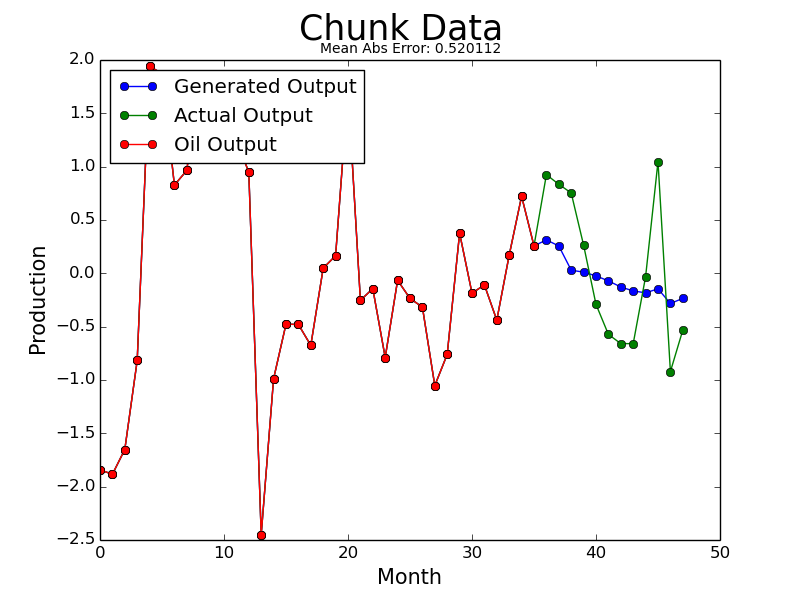 Chunk Data
Mean Abs Error: 0.520112
Generated Output
Actual Output
Oil Output
2.0
1.5
1.0
0.5
0.0
−0.5
−1.0
−1.5
−2.0
−2.5
Production
0 10 20 30 40 50
Month